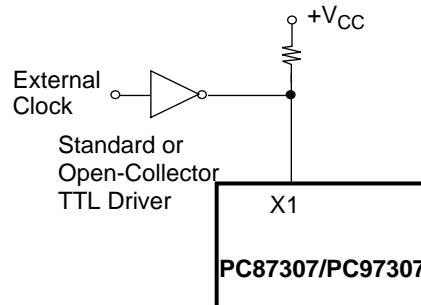 +VCC
External
Clock
Standard or
Open-Collector
TTL Driver
X1
PC87307/PC97307